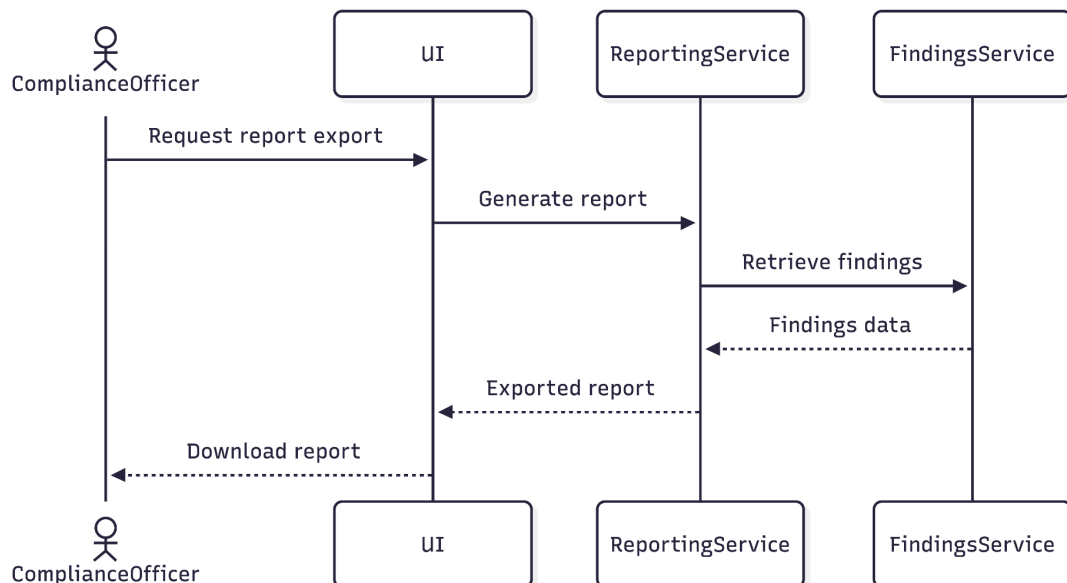 UI
ReportingService
FindingsService
ComplianceOfficer
Request report export
Generate report
Retrieve findings
Findings data
Exported report
Download report
UI
ReportingService
FindingsService
ComplianceOfficer